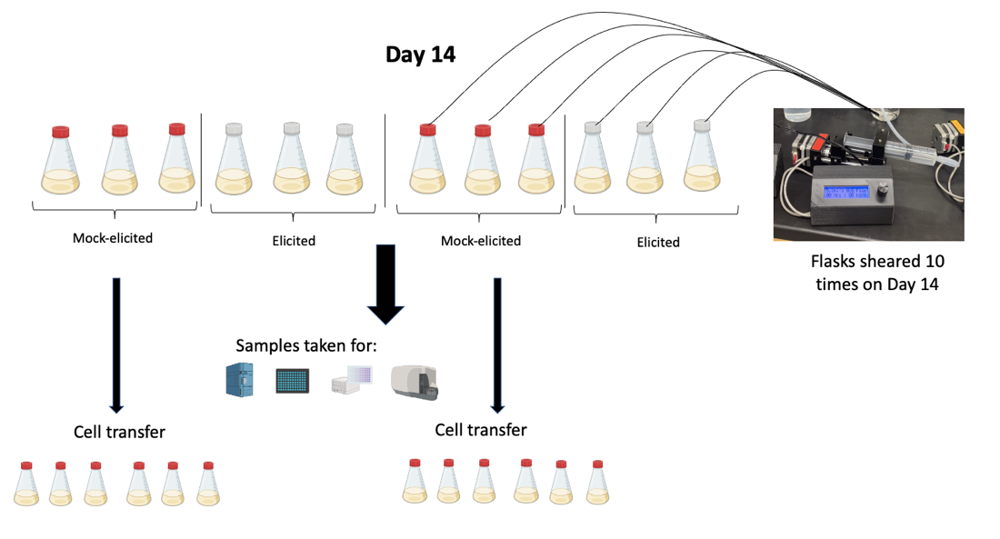 Day 14
Mock-elicited
Elicited
Mock-elicited
Elicited
Flasks sheared 10
times on Day 14
Samples taken for:
Cell transfer
Cell transfer